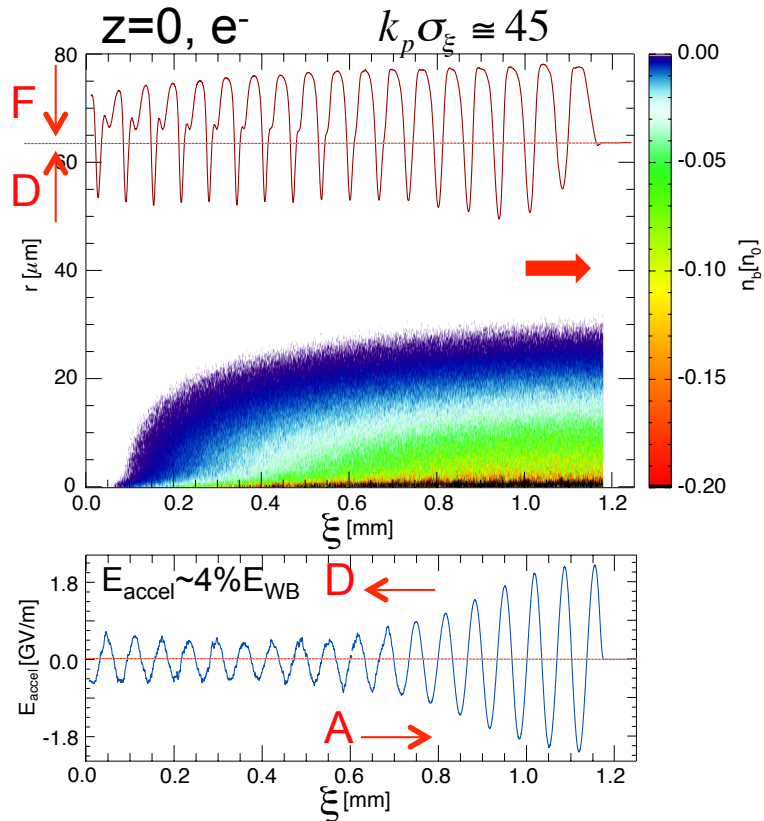 z=0, e⁻
kₚσ_ξ ≅ 45
80
60
40
20
0
F
D
r [μm]
0.0 0.2 0.4 0.6 0.8 1.0 1.2
ξ [mm]
0.00
-0.05
-0.10
-0.15
-0.20
n_b[n_0]
E_accel~4%E_WB
D
A
1.8
0.0
-1.8
E_accel [GV/m]
0.0 0.2 0.4 0.6 0.8 1.0 1.2
ξ [mm]